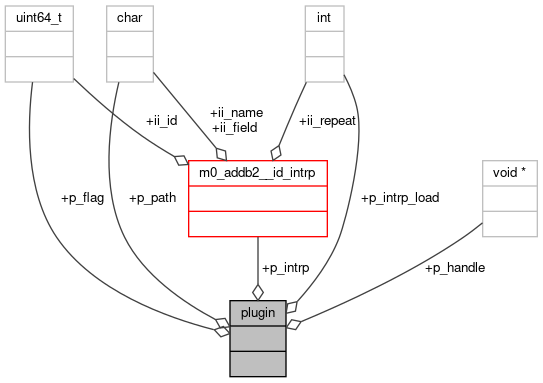 uint64_t
char
int
+ii_name
+ii_field
+ii_id
+ii_repeat
m0_addb2__id_intrp
void *
+p_flag
+p_path
+p_intrp_load
+p_intrp
+p_handle
plugin